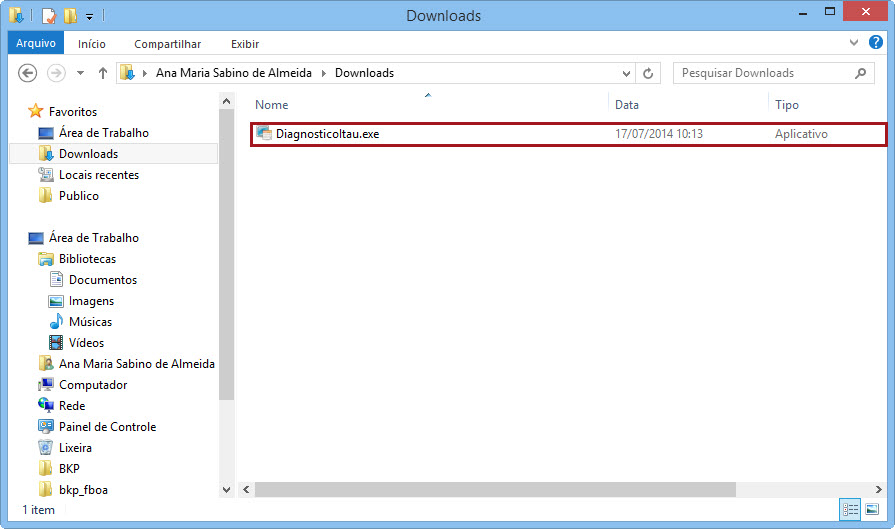 Downloads
Arquivo Início Compartilhar Exibir
Ana Maria Sabino de Almeida Downloads Pesquisar Downloads
Nome Data Tipo
DiagnosticoItau.exe 17/07/2014 10:13 Aplicativo
Favoritos
Área de Trabalho
Downloads
Locais recentes
Publico
Área de Trabalho
Bibliotecas
Documentos
Imagens
Músicas
Vídeos
Ana Maria Sabino de Almeida
Computador
Rede
Painel de Controle
Lixeira
BKP
bkp_fboa
1 item